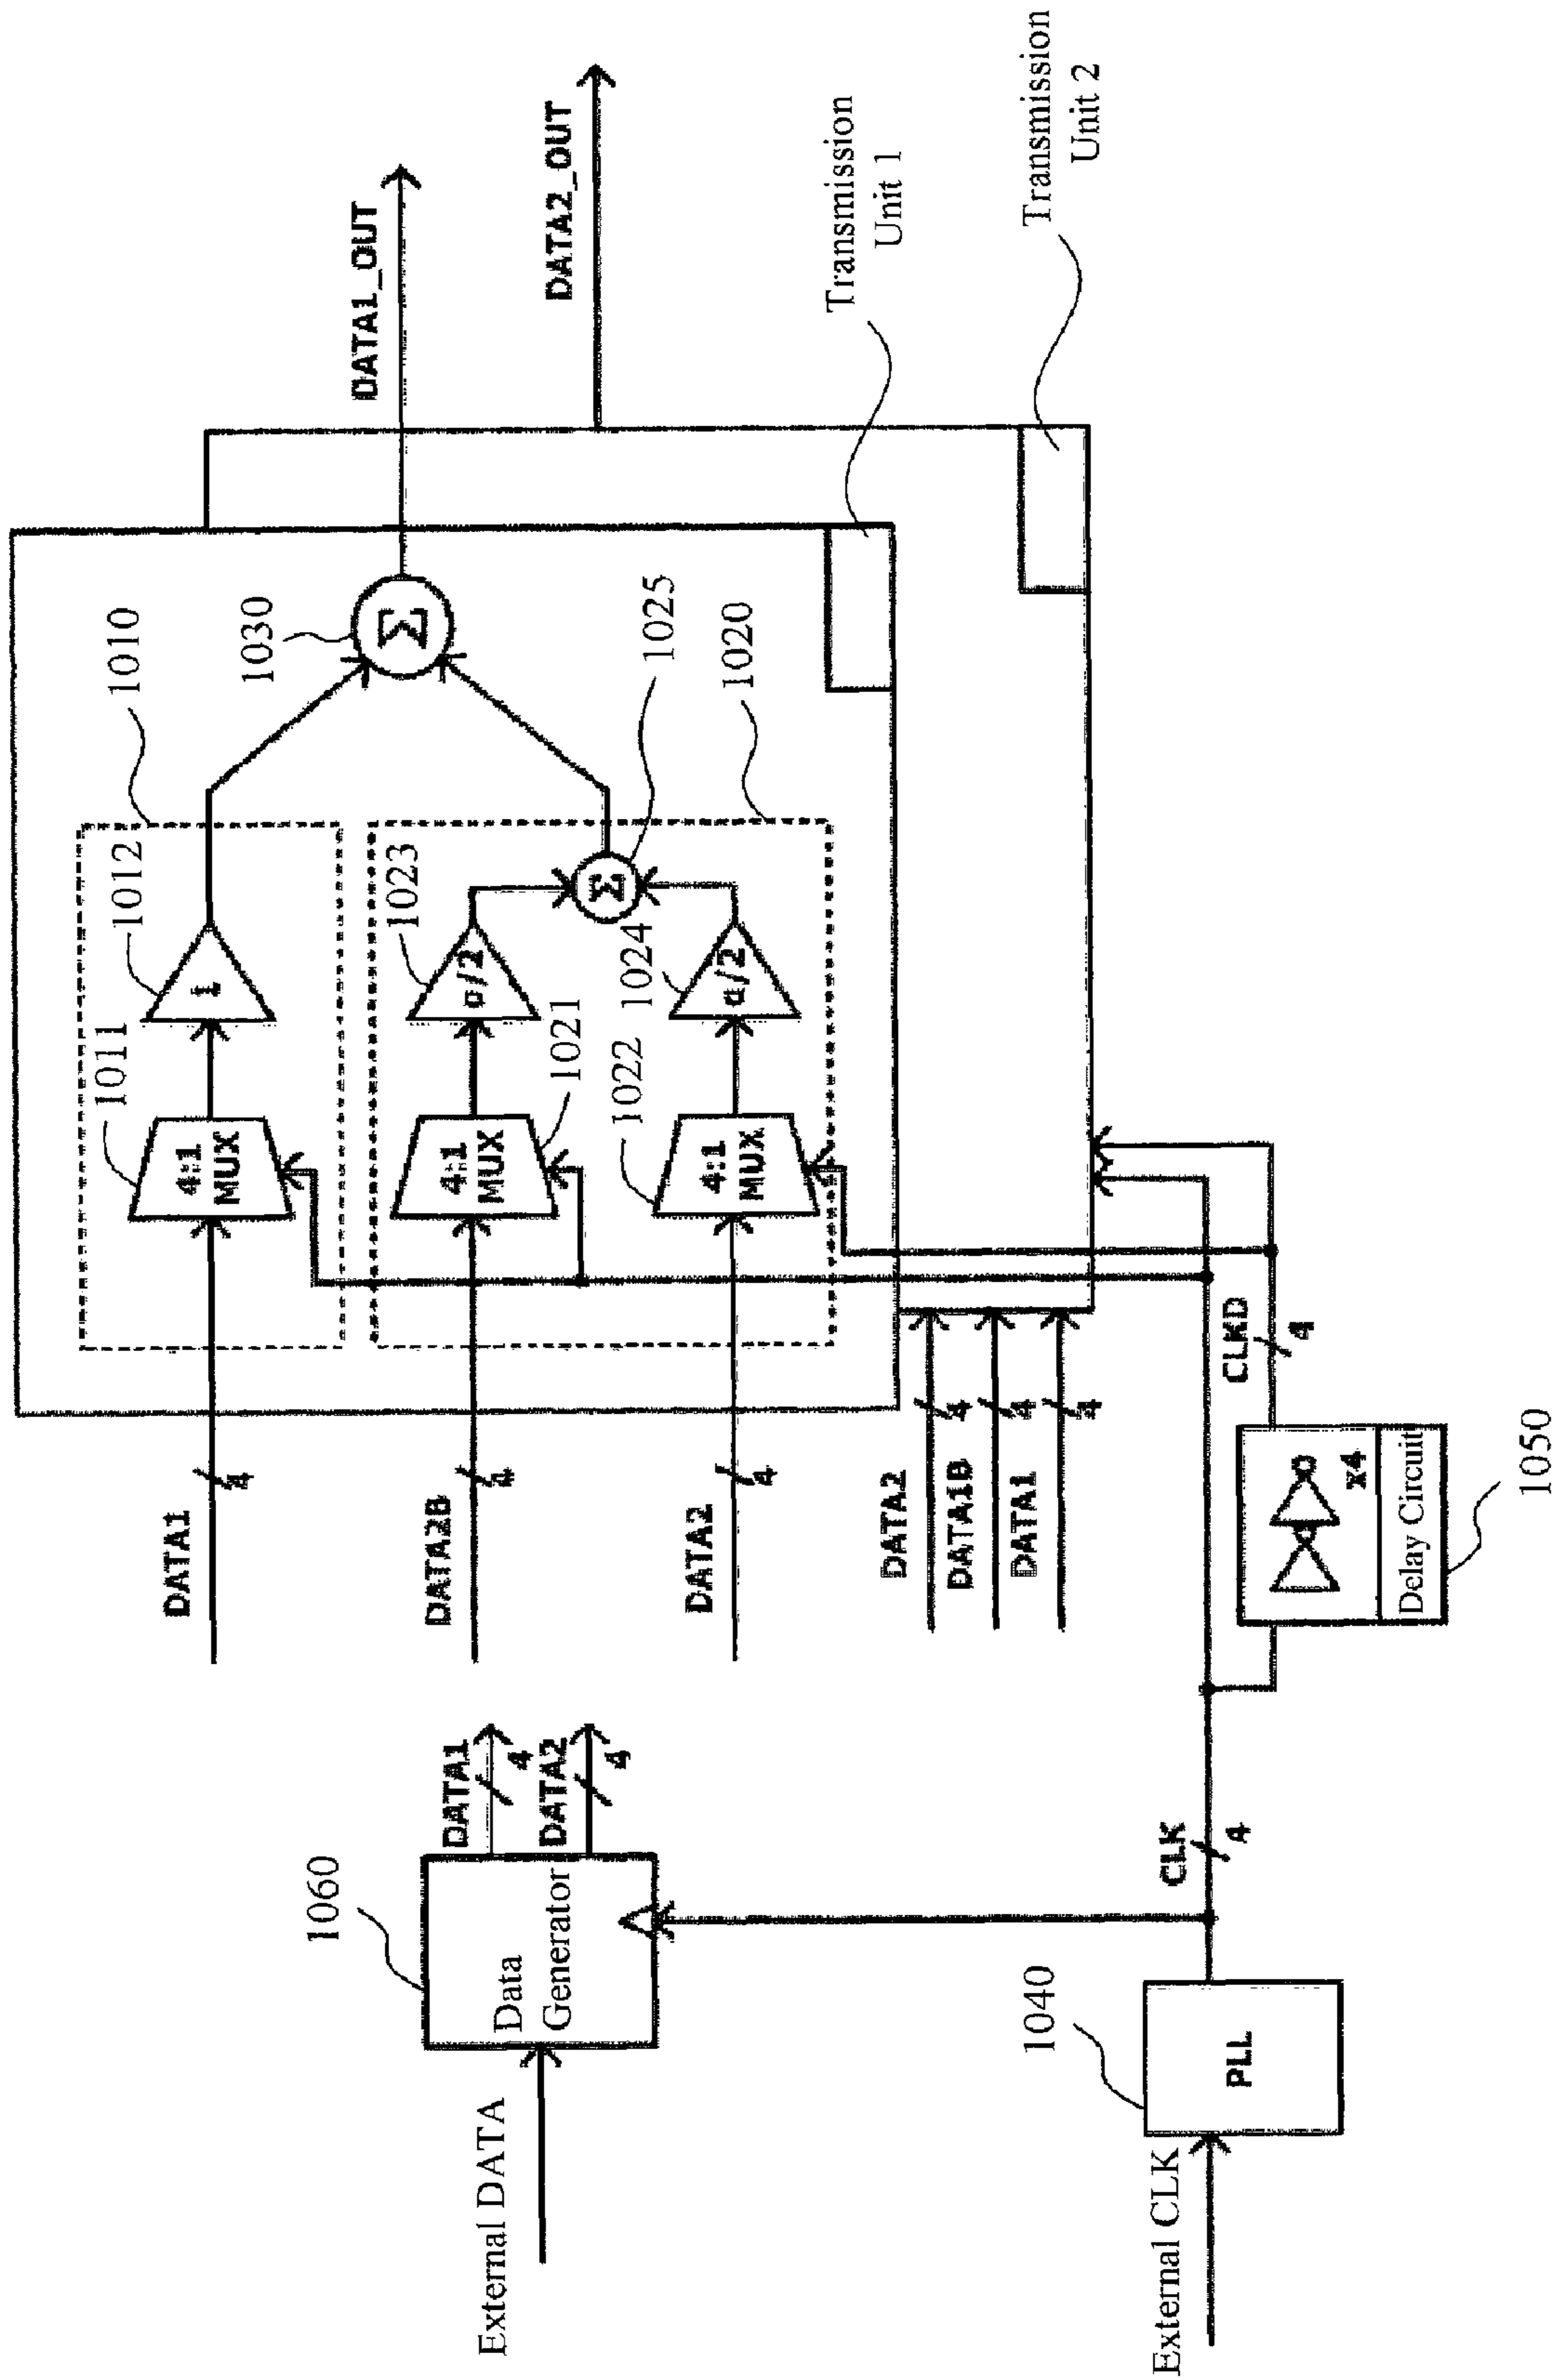 DATA1
4
DATA2B
4
DATA2
4
1010
1011
4:1
MUX
1012
1
1020
1021
4:1
MUX
1023
α/2
1022
4:1
MUX
1024
α/2
Σ
1025
1030
Σ
DATA1_OUT
DATA2_OUT
Transmission
Unit 1
Transmission
Unit 2
DATA2
4
DATA1B
4
DATA1
4
External DATA
1060
Data
Generator
DATA1
4
DATA2
4
External CLK
1040
PLL
CLK
4
x4
Delay Circuit
1050
CLKD
4